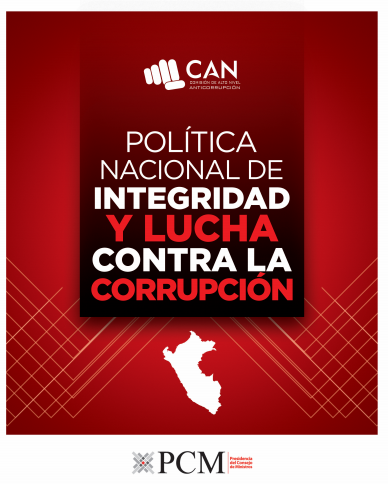 CAN
COMISIÓN DE ALTO NIVEL
ANTICORRUPCIÓN
POLÍTICA
NACIONAL DE
INTEGRIDAD
Y LUCHA
CONTRA LA
CORRUPCIÓN
PCM
Presidencia
del Consejo
de Ministros